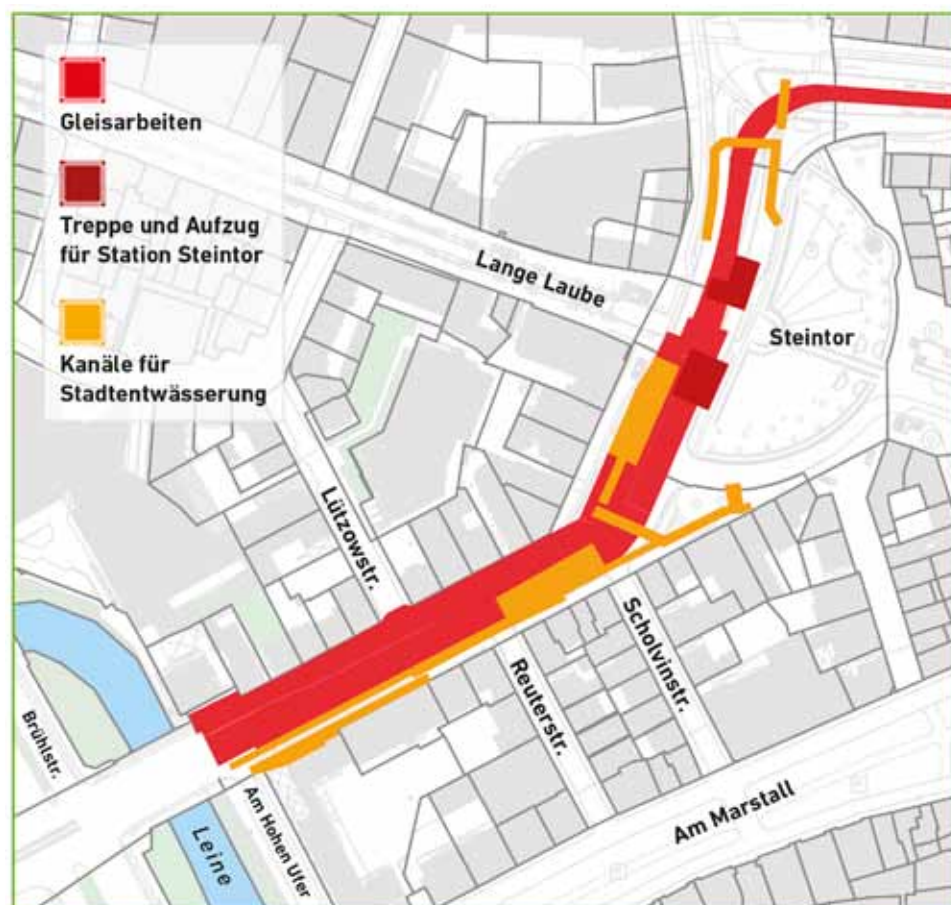 Gleisarbeiten
Treppe und Aufzug
für Station Steintor
Kanäle für
Stadtentwässerung
Lange Laube
Steintor
Lützowstr.
Scholvinstr.
Reuterstr.
Brühlstr.
Am Marstall
Am Hohen Ufer
Leine